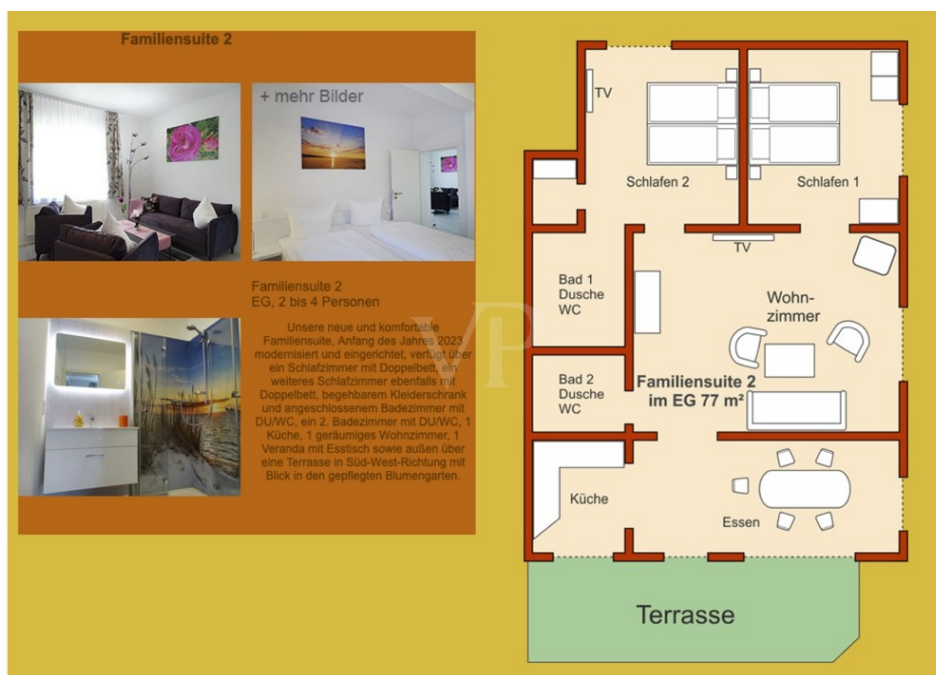 Familiensuite 2
+ mehr Bilder
Familiensuite 2
EG, 2 bis 4 Personen
Unsere neue und komfortable
Familiensuite, Anfang des Jahres 2023
modernisiert und eingerichtet, verfügt über
ein Schlafzimmer mit Doppelbett, ein
weiteres Schlafzimmer ebenfalls mit
Doppelbett, begehbarem Kleiderschrank
und angeschlossenem Badezimmer mit
DU/WC, ein 2. Badezimmer mit DU/WC, 1
Küche, 1 geräumiges Wohnzimmer, 1
Veranda mit Esstisch sowie außen über
eine Terrasse in Süd-West-Richtung mit
Blick in den gepflegten Blumengarten.
VP
TV
Schlafen 2
Schlafen 1
TV
Bad 1
Dusche
WC
Wohn-
zimmer
Bad 2
Dusche
WC
Familiensuite 2
im EG 77 m²
Küche
Essen
Terrasse